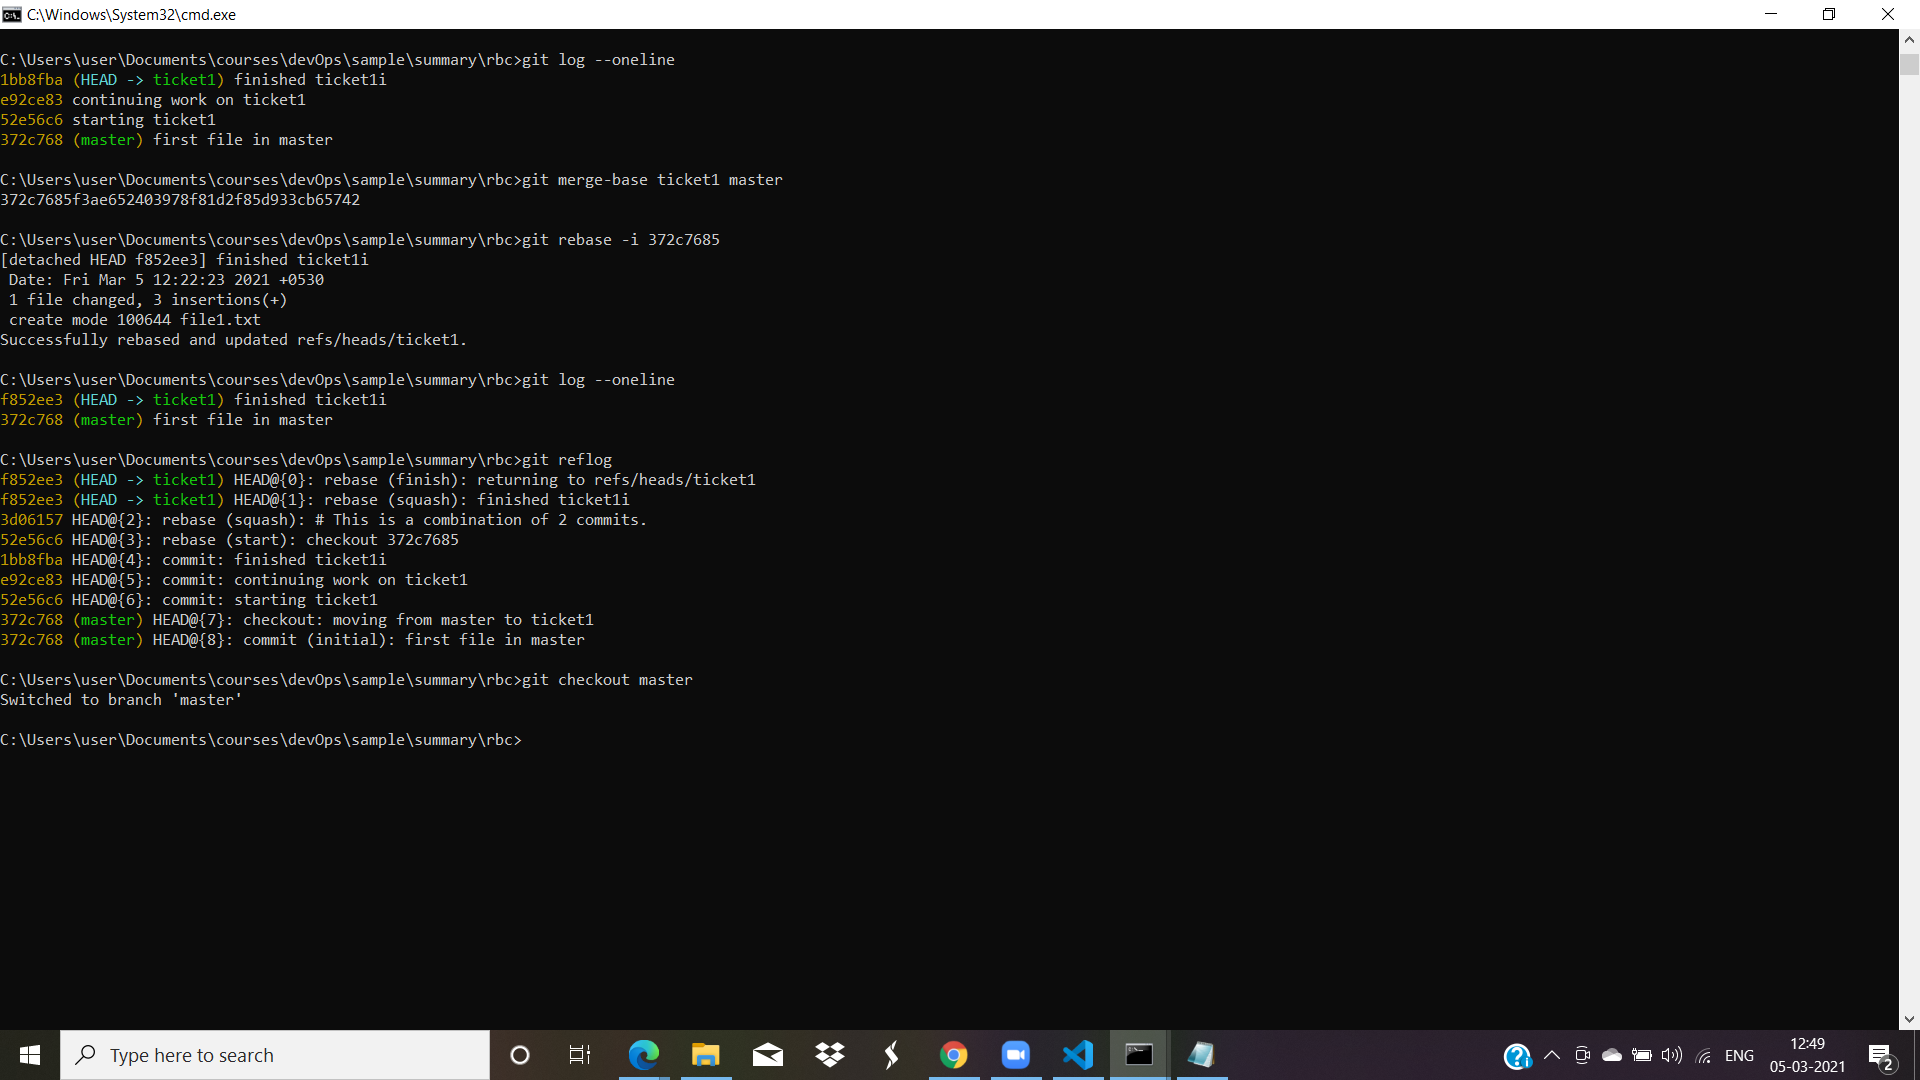 C:\Windows\System32\cmd.exe
C:\Users\user\Documents\courses\devOps\sample\summary\rbc>git log --oneline
1bb8fba (HEAD -> ticket1) finished ticket1i
e92ce83 continuing work on ticket1
52e56c6 starting ticket1
372c768 (master) first file in master
C:\Users\user\Documents\courses\devOps\sample\summary\rbc>git merge-base ticket1 master
372c7685f3ae652403978f81d2f85d933cb65742
C:\Users\user\Documents\courses\devOps\sample\summary\rbc>git rebase -i 372c7685
[detached HEAD f852ee3] finished ticket1i
 Date: Fri Mar 5 12:22:23 2021 +0530
 1 file changed, 3 insertions(+)
 create mode 100644 file1.txt
Successfully rebased and updated refs/heads/ticket1.
C:\Users\user\Documents\courses\devOps\sample\summary\rbc>git log --oneline
f852ee3 (HEAD -> ticket1) finished ticket1i
372c768 (master) first file in master
C:\Users\user\Documents\courses\devOps\sample\summary\rbc>git reflog
f852ee3 (HEAD -> ticket1) HEAD@{0}: rebase (finish): returning to refs/heads/ticket1
f852ee3 (HEAD -> ticket1) HEAD@{1}: rebase (squash): finished ticket1i
3d06157 HEAD@{2}: rebase (squash): # This is a combination of 2 commits.
52e56c6 HEAD@{3}: rebase (start): checkout 372c7685
1bb8fba HEAD@{4}: commit: finished ticket1i
e92ce83 HEAD@{5}: commit: continuing work on ticket1
52e56c6 HEAD@{6}: commit: starting ticket1
372c768 (master) HEAD@{7}: checkout: moving from master to ticket1
372c768 (master) HEAD@{8}: commit (initial): first file in master
C:\Users\user\Documents\courses\devOps\sample\summary\rbc>git checkout master
Switched to branch 'master'
C:\Users\user\Documents\courses\devOps\sample\summary\rbc>
Type here to search
ENG
12:49
05-03-2021
2